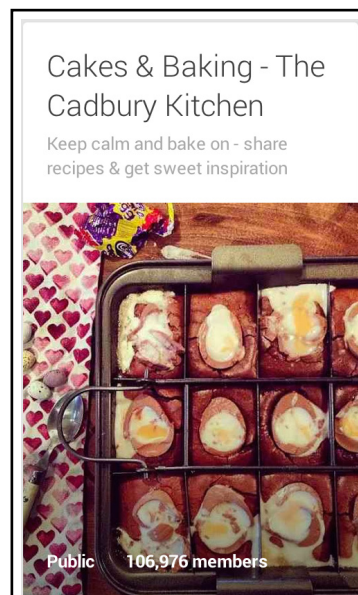 Cakes & Baking - The
Cadbury Kitchen
Keep calm and bake on - share
recipes & get sweet inspiration
Public 106,976 members